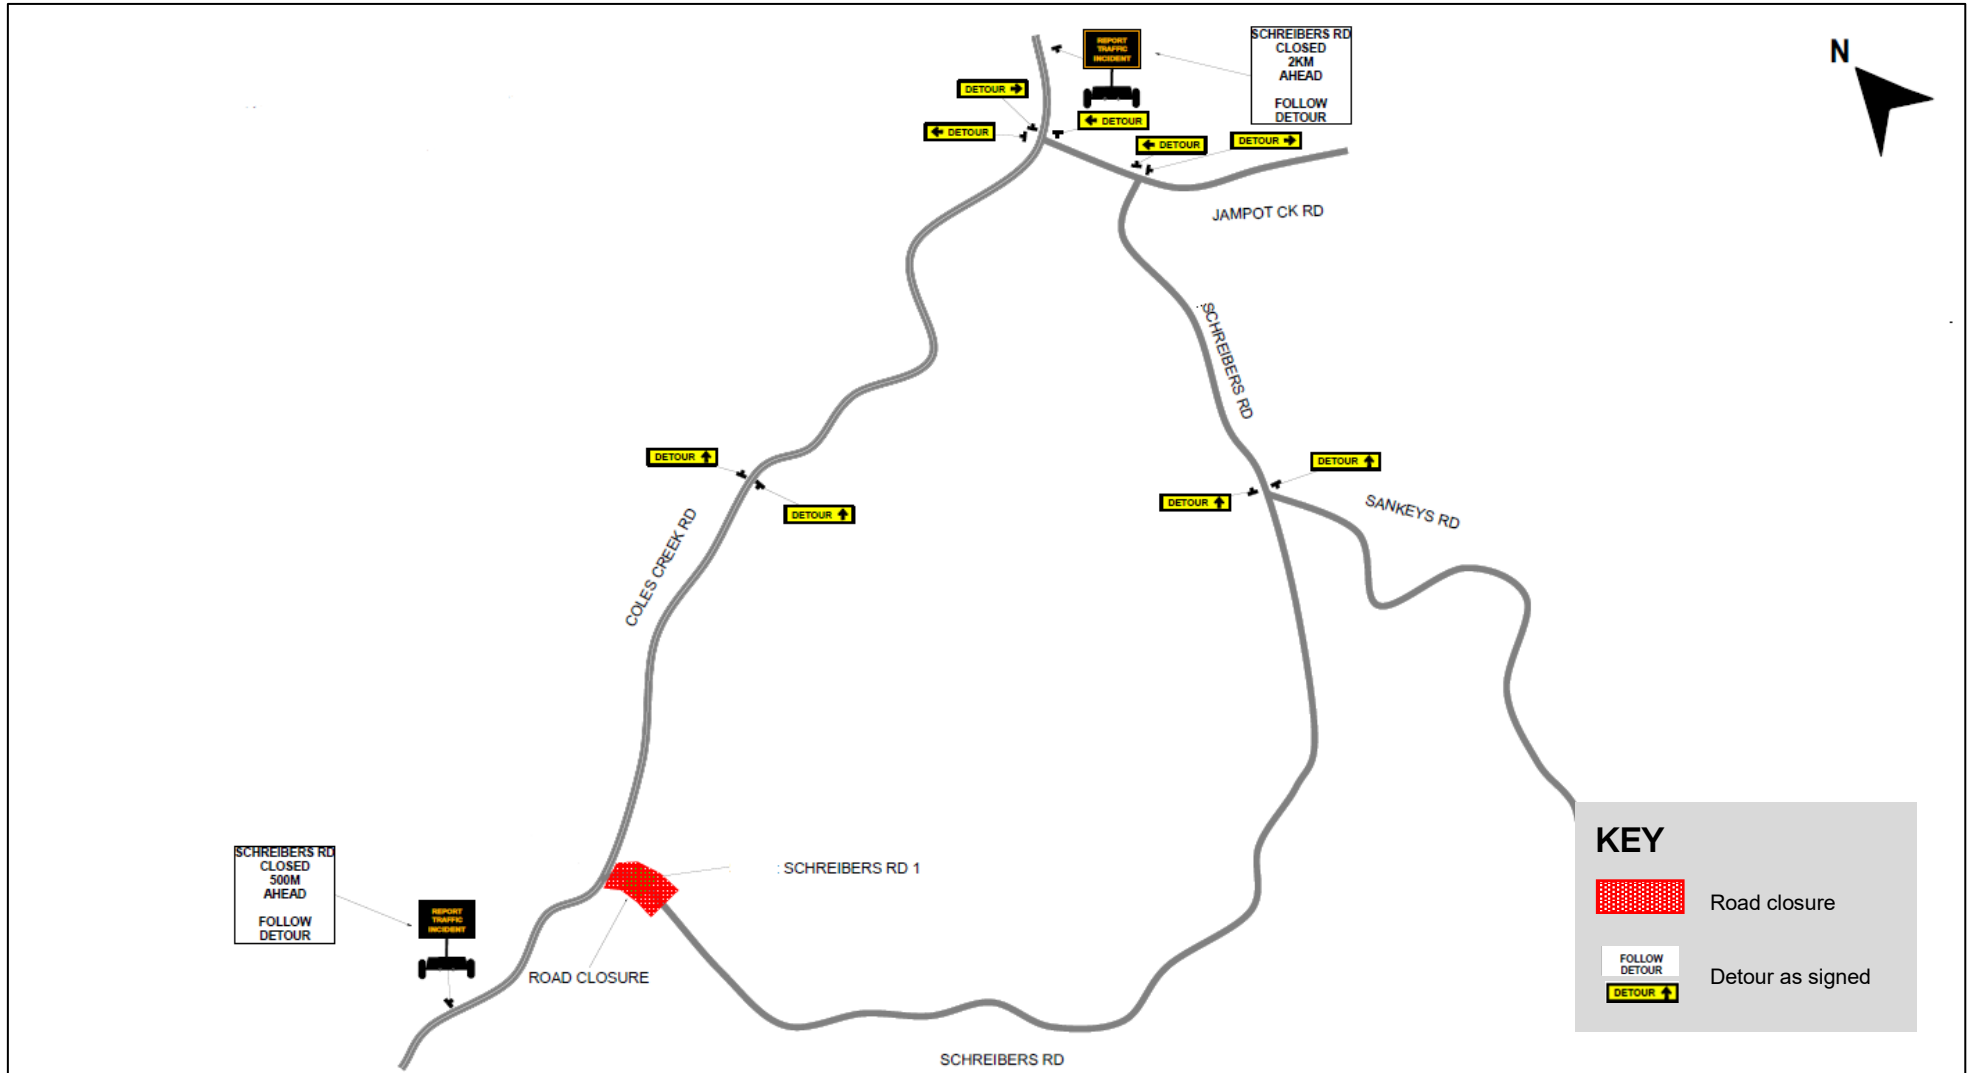 N
REPORT
TRAFFIC
INCIDENT
SCHREIBERS RD
CLOSED
2KM
AHEAD
FOLLOW
DETOUR
DETOUR
DETOUR
DETOUR
DETOUR
DETOUR
JAMPOT CK RD
SCHREIBERS RD
DETOUR
DETOUR
COLES CREEK RD
DETOUR
DETOUR
SANKEYS RD
SCHREIBERS RD
CLOSED
500M
AHEAD
FOLLOW
DETOUR
REPORT
TRAFFIC
INCIDENT
: SCHREIBERS RD 1
ROAD CLOSURE
SCHREIBERS RD
KEY
Road closure
FOLLOW
DETOUR
DETOUR
Detour as signed